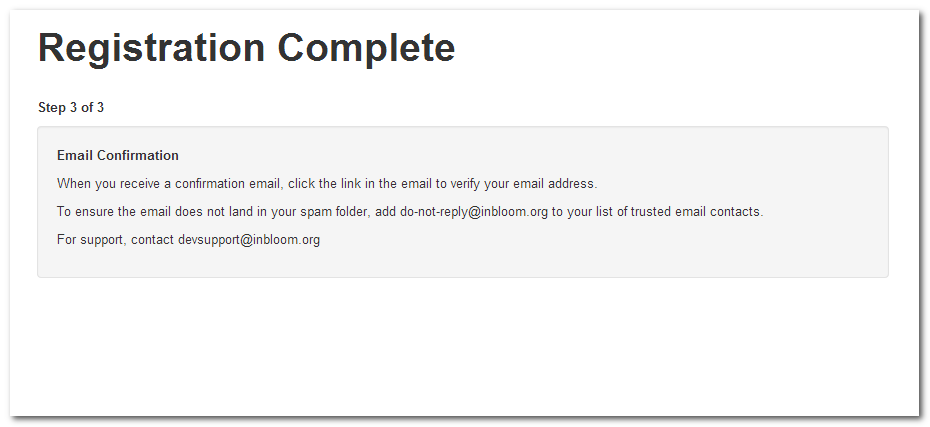 Registration Complete
Step 3 of 3
Email Confirmation
When you receive a confirmation email, click the link in the email to verify your email address.
To ensure the email does not land in your spam folder, add do-not-reply@inbloom.org to your list of trusted email contacts.
For support, contact devsupport@inbloom.org